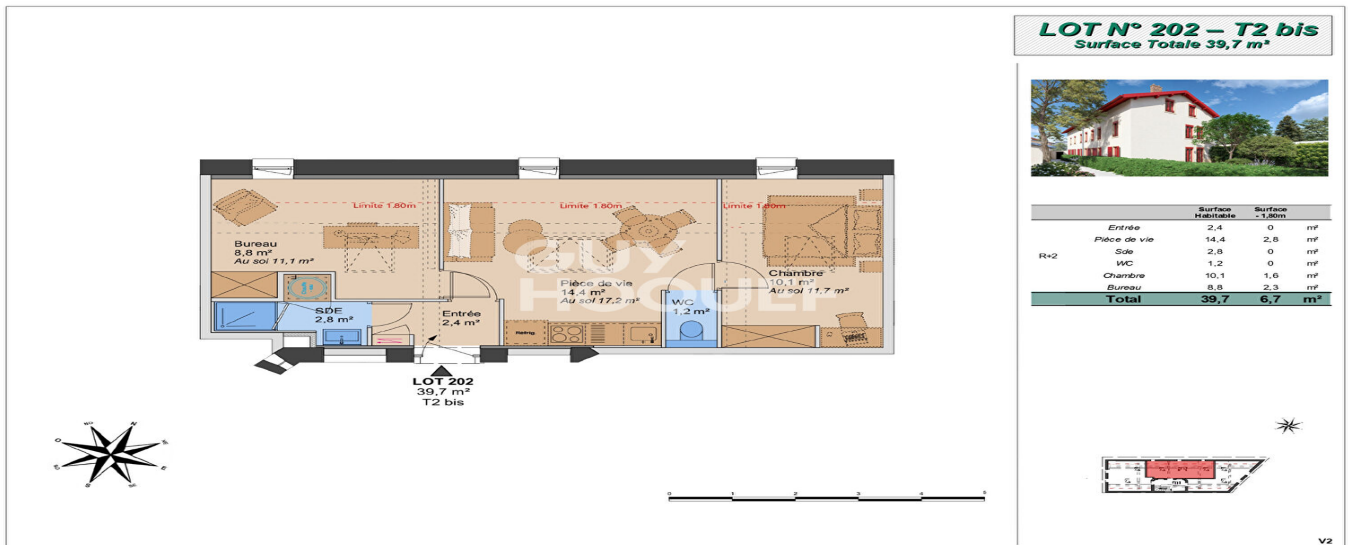 LOT N° 202 – T2 bis
Surface Totale 39,7 m²
Limite 1.80m
Limite 1.80m
Limite 1.80m
Bureau
8,8 m²
Au sol 11,1 m²
GUY
HOQUET
Pièce de vie
14,4 m²
Au sol 17,2 m²
Chambre
10,1 m²
Au sol 11,7 m²
SDE
2,8 m²
Entrée
2,4 m²
WC
1,2 m²
Refrig.
LOT 202
39,7 m²
T2 bis
Surface Habitable
Surface - 1,80m
R+2
Entrée 2,4 0 m²
Pièce de vie 14,4 2,8 m²
Sde 2,8 0 m²
WC 1,2 0 m²
Chambre 10,1 1,6 m²
Bureau 8,8 2,3 m²
Total 39,7 6,7 m²
0 1 2 3 4 5
V2